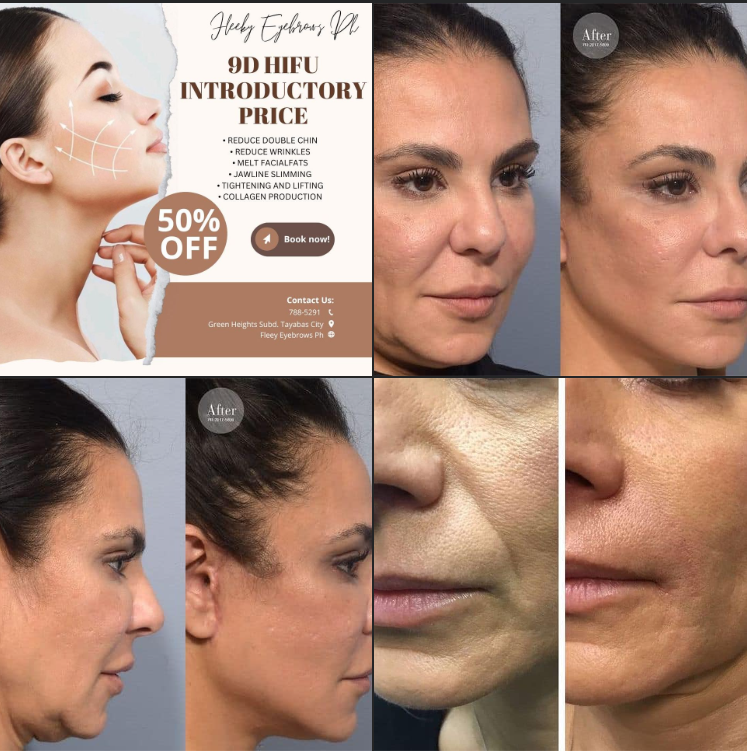 Fleeky Eyebrows Ph
9D HIFU
INTRODUCTORY
PRICE
• REDUCE DOUBLE CHIN
• REDUCE WRINKLES
• MELT FACIALFATS
• JAWLINE SLIMMING
• TIGHTENING AND LIFTING
• COLLAGEN PRODUCTION
50%
OFF
Book now!
Contact Us:
788-5291
Green Heights Subd. Tayabas City
Fleey Eyebrows Ph
After
After